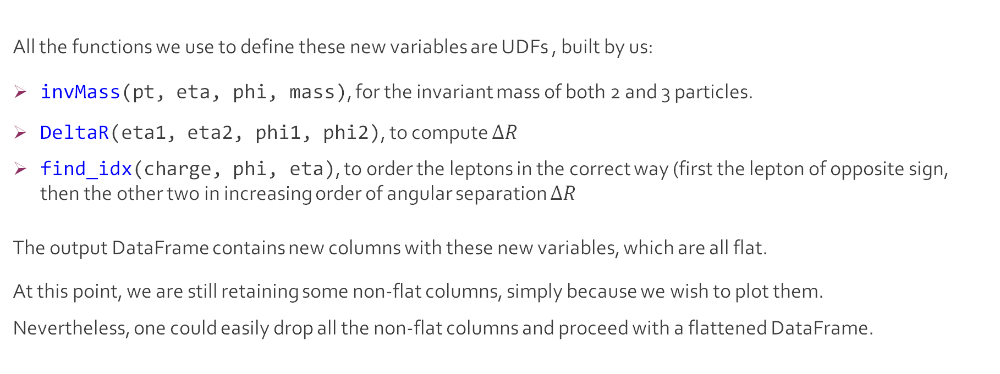 All the functions we use to define these new variables are UDFs, built by us:
➢ invMass(pt, eta, phi, mass), for the invariant mass of both 2 and 3 particles.
➢ DeltaR(eta1, eta2, phi1, phi2), to compute ΔR
➢ find_idx(charge, phi, eta), to order the leptons in the correct way (first the lepton of opposite sign,
then the other two in increasing order of angular separation ΔR
The output DataFrame contains new columns with these new variables, which are all flat.
At this point, we are still retaining some non-flat columns, simply because we wish to plot them.
Nevertheless, one could easily drop all the non-flat columns and proceed with a flattened DataFrame.